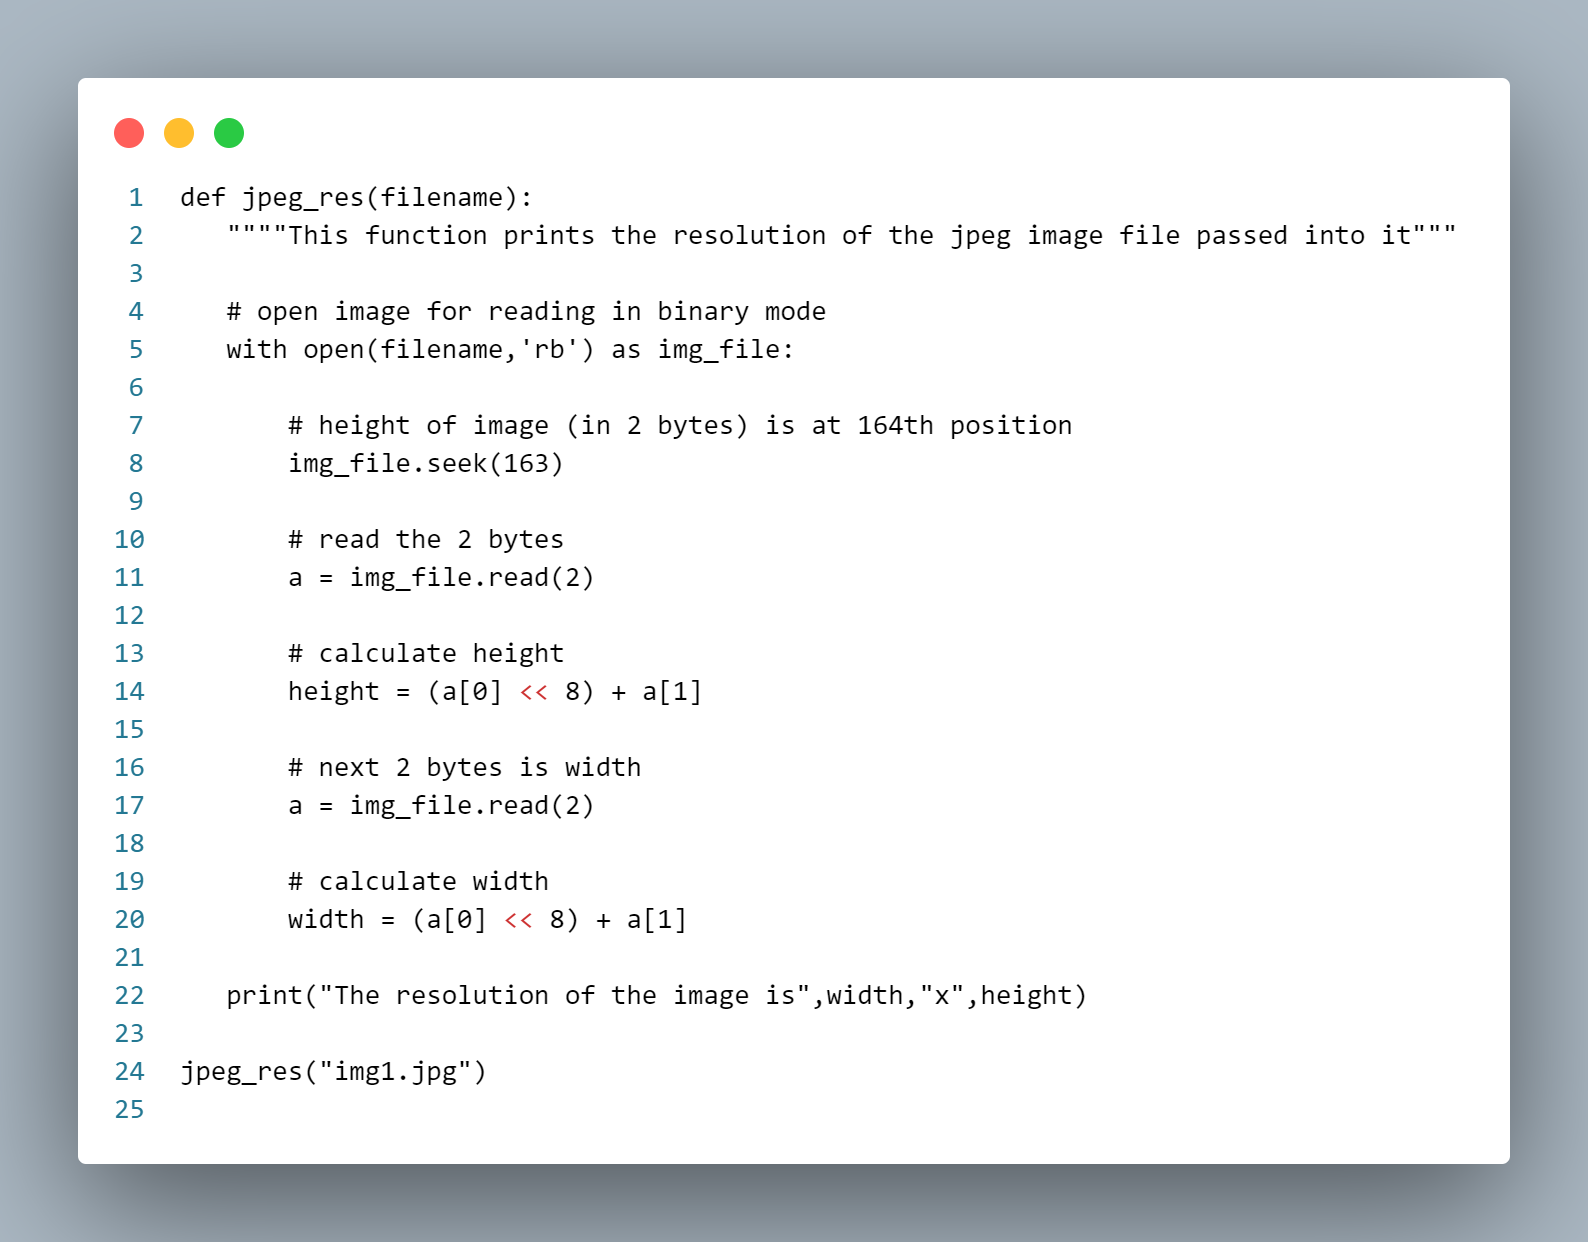 1 def jpeg_res(filename):
2    """"This function prints the resolution of the jpeg image file passed into it"""
3
4    # open image for reading in binary mode
5    with open(filename,'rb') as img_file:
6
7        # height of image (in 2 bytes) is at 164th position
8        img_file.seek(163)
9
10        # read the 2 bytes
11        a = img_file.read(2)
12
13        # calculate height
14        height = (a[0] << 8) + a[1]
15
16        # next 2 bytes is width
17        a = img_file.read(2)
18
19        # calculate width
20        width = (a[0] << 8) + a[1]
21
22    print("The resolution of the image is",width,"x",height)
23
24 jpeg_res("img1.jpg")
25